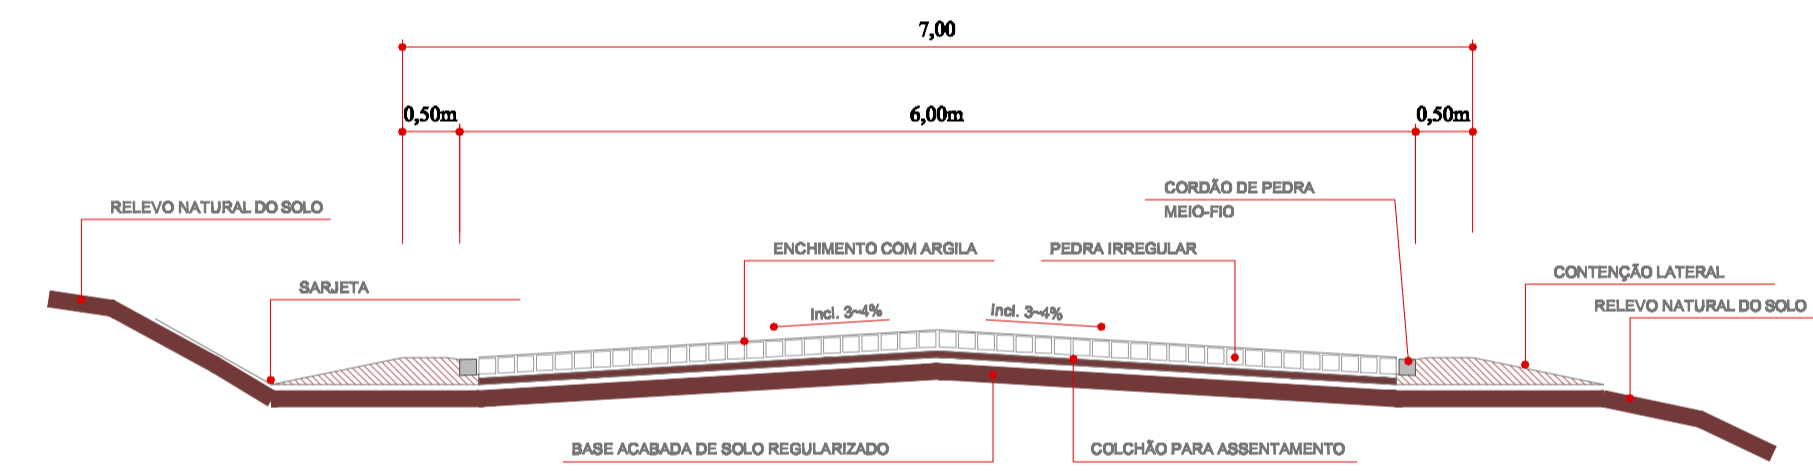 7,00
0,50m
6,00m
0,50m
CORDÃO DE PEDRA
MEIO-FIO
RELEVO NATURAL DO SOLO
ENCHIMENTO COM ARGILA
PEDRA IRREGULAR
CONTENÇÃO LATERAL
SARJETA
RELEVO NATURAL DO SOLO
Incl. 3~4%
Incl. 3~4%
BASE ACABADA DE SOLO REGULARIZADO
COLCHÃO PARA ASSENTAMENTO